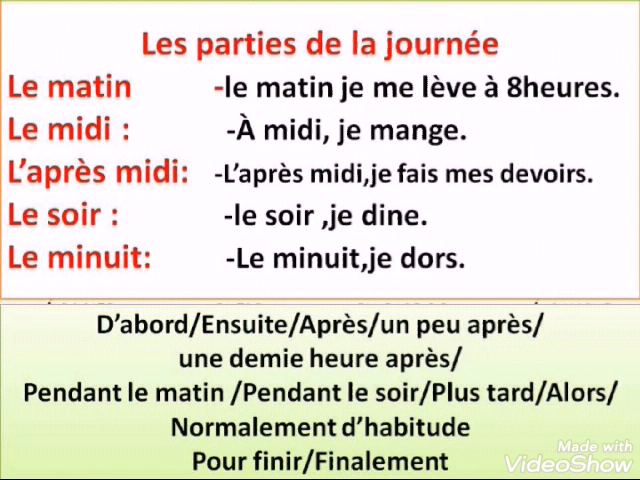 Les parties de la journée
Le matin -le matin je me lève à 8heures.
Le midi : -À midi, je mange.
L'après midi: -L'après midi,je fais mes devoirs.
Le soir : -le soir ,je dine.
Le minuit: -Le minuit,je dors.
D'abord/Ensuite/Après/un peu après/
une demie heure après/
Pendant le matin /Pendant le soir/Plus tard/Alors/
Normalement d'habitude
Pour finir/Finalement
Made with
VideoShow